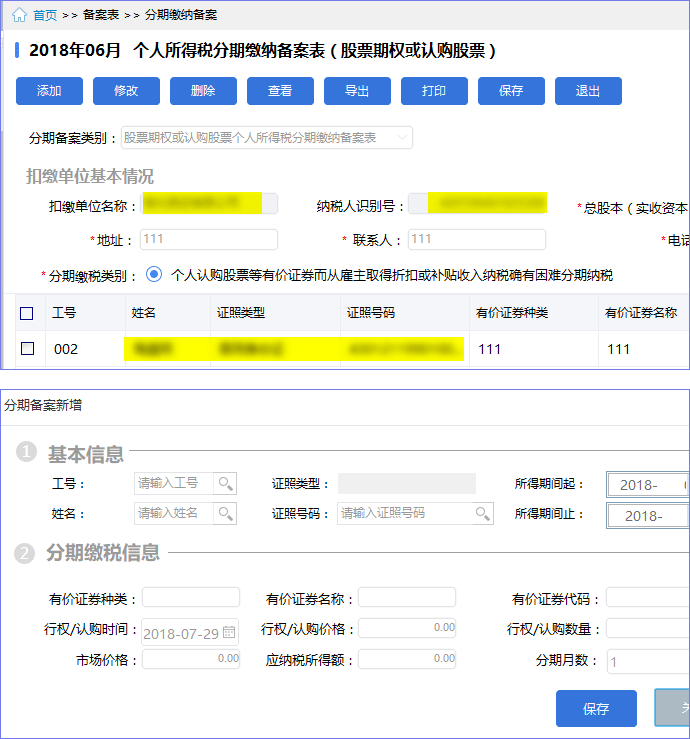 首页 >> 备案表 >> 分期缴纳备案
2018年06月 个人所得税分期缴纳备案表（股票期权或认购股票）
添加 修改 删除 查看 导出 打印 保存 退出
分期备案类别： 股票期权或认购股票个人所得税分期缴纳备案表
扣缴单位基本情况
扣缴单位名称： 纳税人识别号： *总股本（实收资本
*地址： 111 * 联系人： 111 *电话
*分期缴税类别： 个人认购股票等有价证券而从雇主取得折扣或补贴收入纳税确有困难分期纳税
工号 姓名 证照类型 证照号码 有价证券种类 有价证券名称
002 111 111
分期备案新增
1 基本信息
工号： 请输入工号 证照类型： 所得期间起： 2018-
姓名： 请输入姓名 证照号码： 请输入证照号码 所得期间止： 2018-
2 分期缴税信息
有价证券种类： 有价证券名称： 有价证券代码：
行权/认购时间： 2018-07-29 行权/认购价格： 0.00 行权/认购数量：
市场价格： 0.00 应纳税所得额： 0.00 分期月数： 1
保存